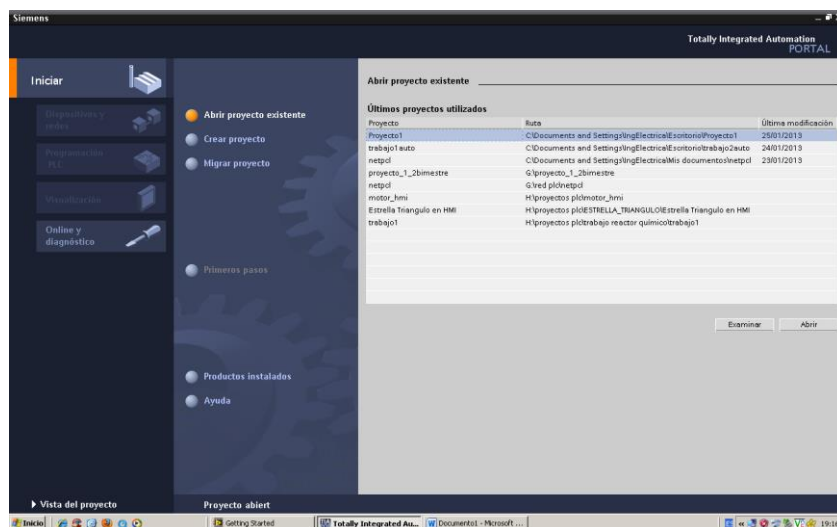 Siemens
Totally Integrated Automation
PORTAL
Iniciar
Dispositivos y
redes
Programación
PLC
Visualización
Online y
diagnóstico
Abrir proyecto existente
Crear proyecto
Migrar proyecto
Primeros pasos
Productos instalados
Ayuda
Abrir proyecto existente
Últimos proyectos utilizados
Proyecto Ruta Última modificación
Proyecto1 C:\Documents and Settings\IngElectrica\Escritorio\Proyecto1 25/01/2013
trabajo1auto C:\Documents and Settings\IngElectrica\Escritorio\trabajo2auto 24/01/2013
netpcl C:\Documents and Settings\IngElectrica\Mis documentos\netpcl 23/01/2013
proyecto_1_2bimestre G:\proyecto_1_2bimestre
netpcl G:\red plc\netpcl
motor_hmi H:\proyectos plc\motor_hmi
Estrella Triangulo en HMI H:\proyectos plc\ESTRELLA_TRIANGULO\Estrella Triangulo en HMI
trabajo1 H:\proyectos plc\trabajo reactor químico\trabajo1
Examinar Abrir
Vista del proyecto Proyecto abiert
Inicio Getting Started Totally Integrated Au... Documento1 - Microsoft ...